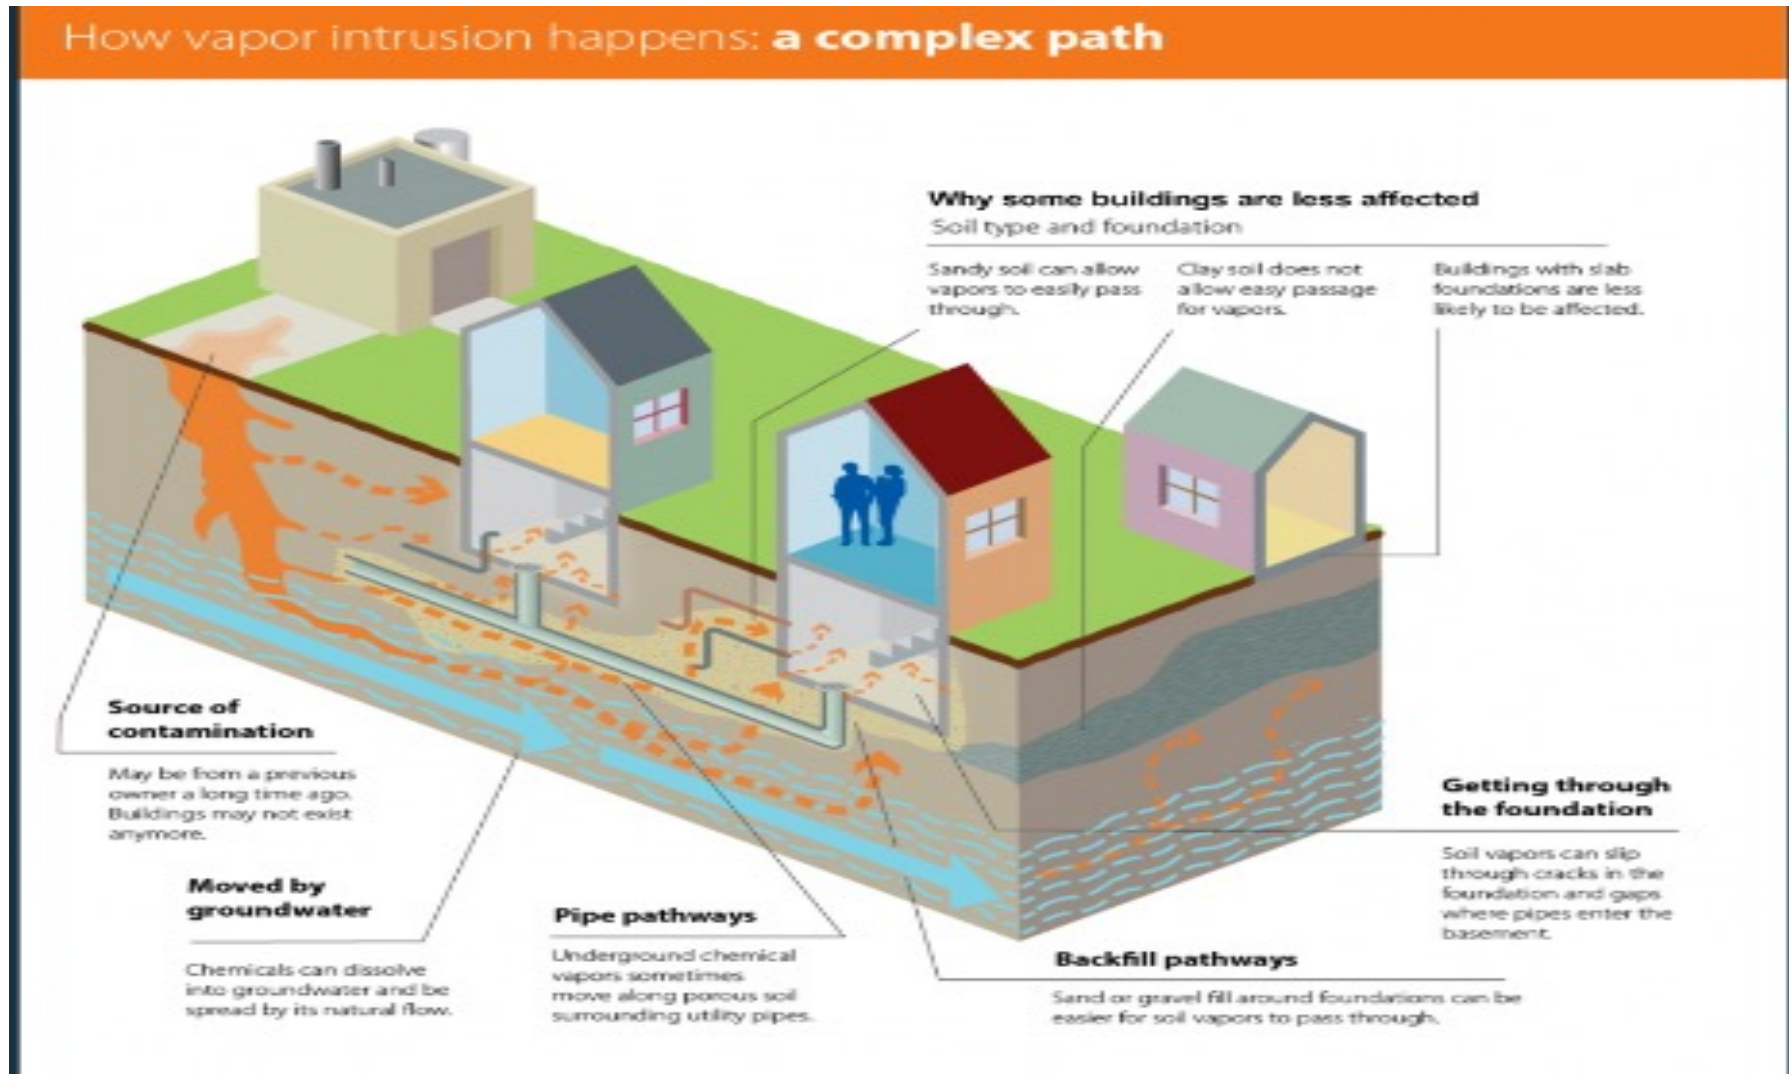 How vapor intrusion happens: a complex path
Why some buildings are less affected
Soil type and foundation
Sandy soil can allow
vapors to easily pass
through.
Clay soil does not
allow easy passage
for vapors.
Buildings with slab
foundations are less
likely to be affected.
Source of
contamination
May be from a previous
owner a long time ago.
Buildings may not exist
anymore.
Moved by
groundwater
Chemicals can dissolve
into groundwater and be
spread by its natural flow.
Pipe pathways
Underground chemical
vapors sometimes
move along porous soil
surrounding utility pipes.
Backfill pathways
Sand or gravel fill around foundations can be
easier for soil vapors to pass through.
Getting through
the foundation
Soil vapors can slip
through cracks in the
foundation and gaps
where pipes enter the
basement.